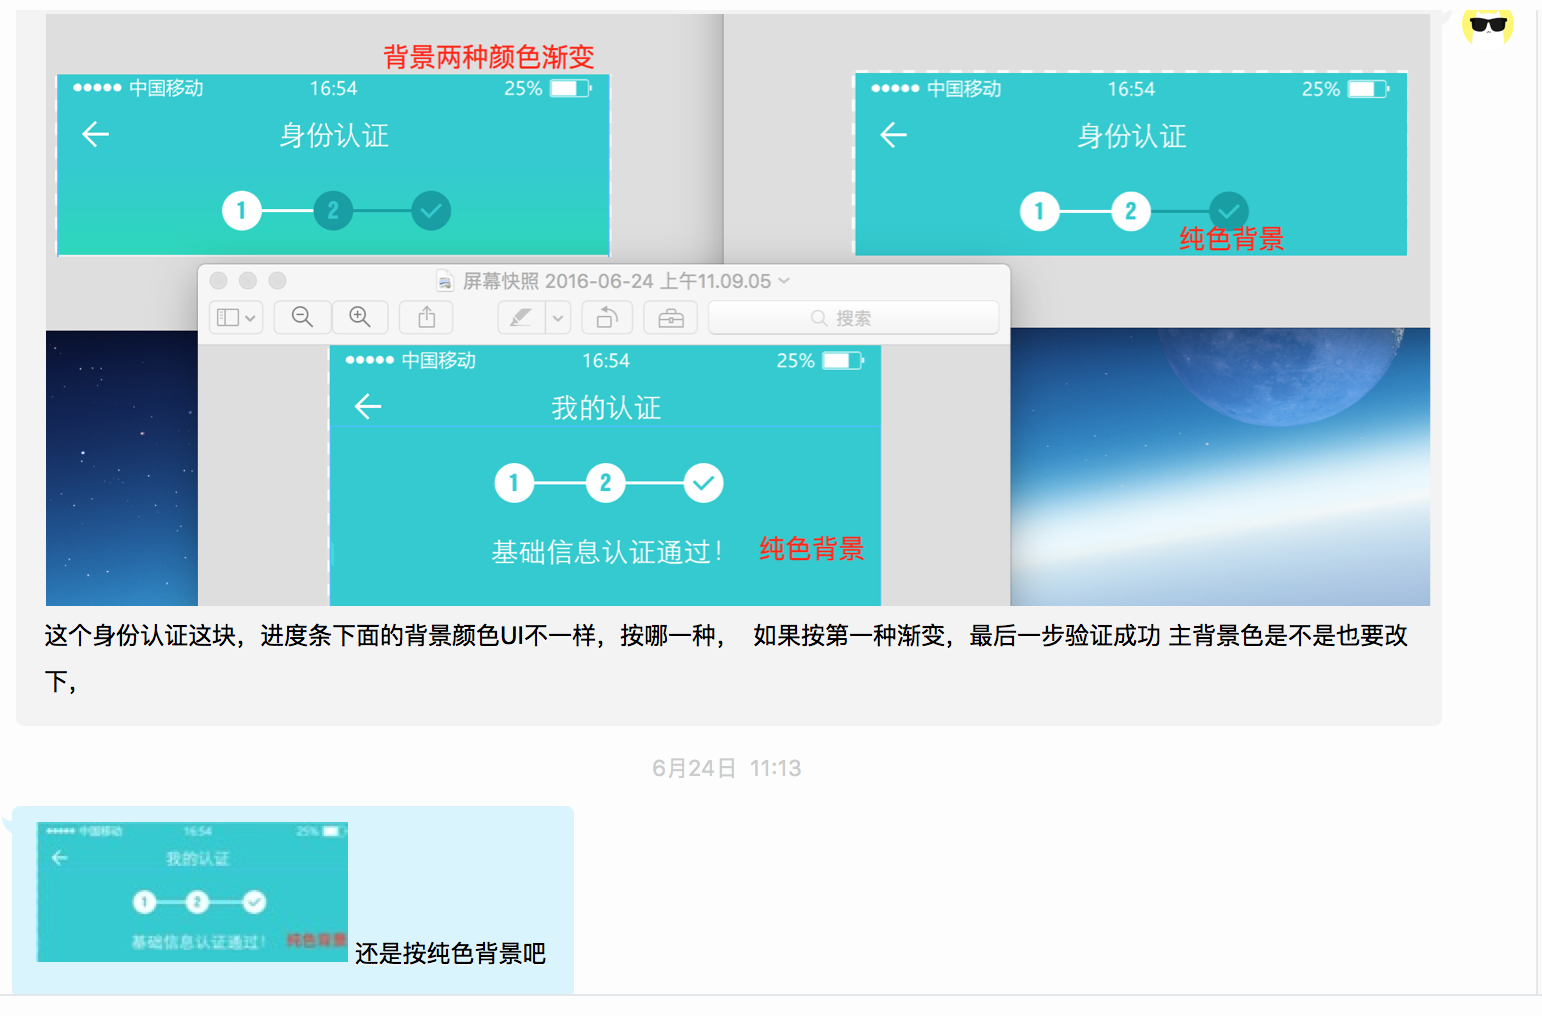 背景两种颜色渐变
中国移动 16:54 25%
身份认证
1 2
中国移动 16:54 25%
身份认证
1 2
纯色背景
屏幕快照 2016-06-24 上午11.09.05
搜索
中国移动 16:54 25%
我的认证
1 2
基础信息认证通过！
纯色背景
这个身份认证这块，进度条下面的背景颜色UI不一样，按哪一种， 如果按第一种渐变，最后一步验证成功 主背景色是不是也要改
下，
6月24日 11:13
中国移动 16:54 25%
我的认证
1 2
基础信息认证通过！
纯色背景
还是按纯色背景吧